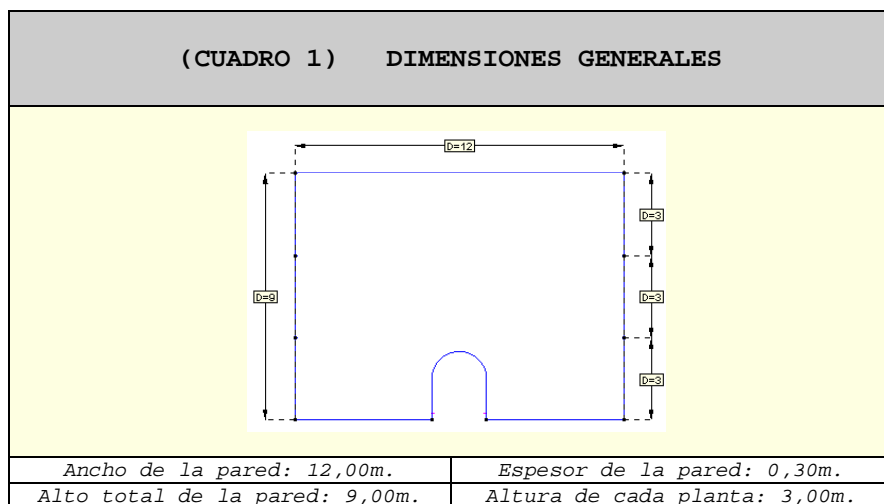 (CUADRO 1) DIMENSIONES GENERALES
D=12
D=3
D=9
D=3
D=3
Ancho de la pared: 12,00m.
Espesor de la pared: 0,30m.
Alto total de la pared: 9,00m.
Altura de cada planta: 3,00m.